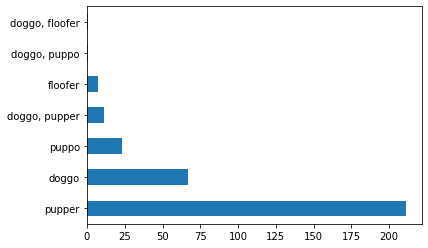 doggo, floofer
doggo, puppo
floofer
doggo, pupper
puppo
doggo
pupper
0 25 50 75 100 125 150 175 200